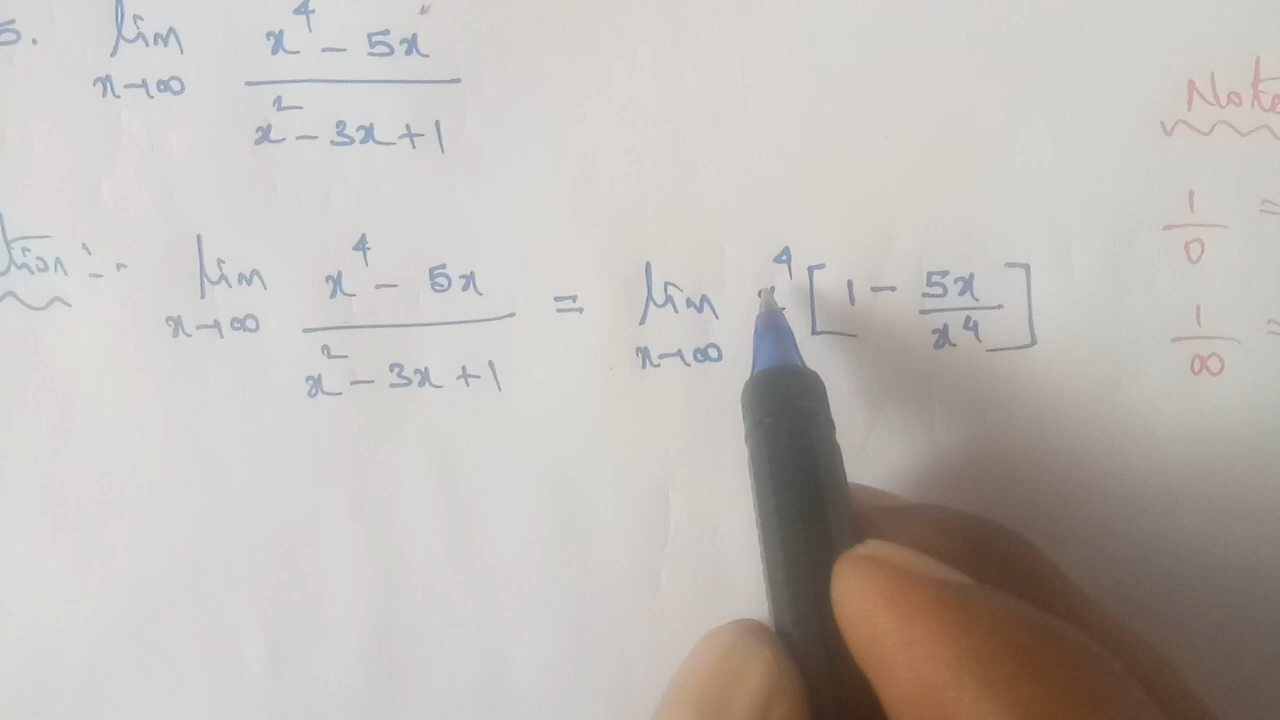 5. lim x→∞ x⁴ - 5x / x² - 3x + 1
Note
tion :- lim x→∞ x⁴ - 5x / x² - 3x + 1 = lim x→∞ x⁴ [ 1 - 5x / x⁴ ]
1 / 0 =
1 / ∞ =